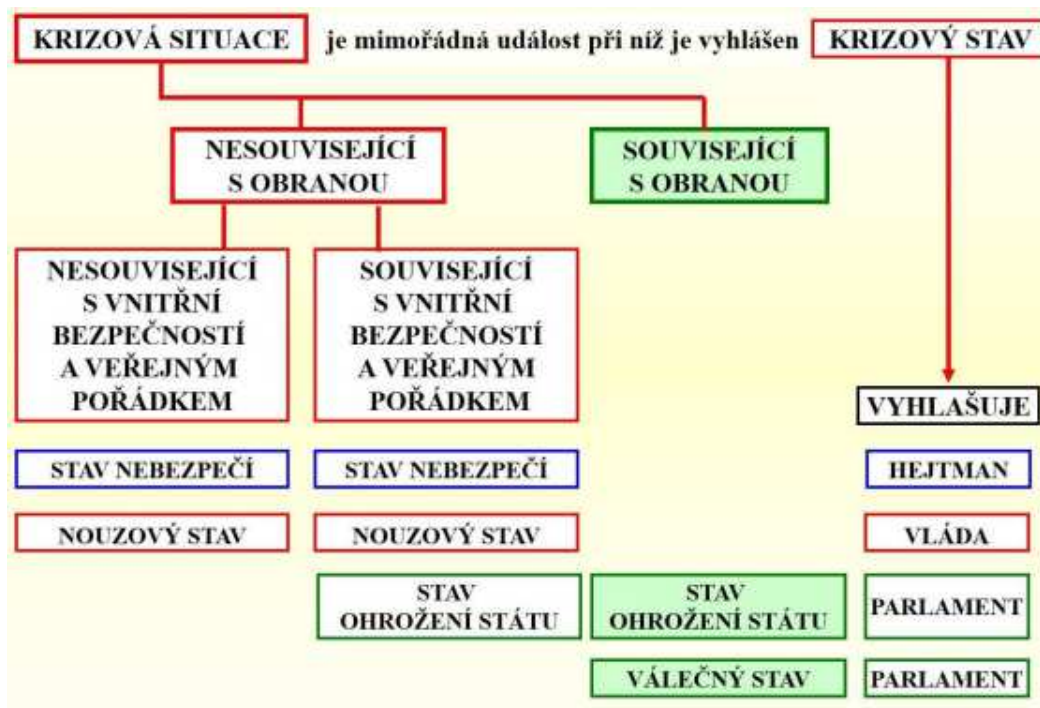 KRIZOVÁ SITUACE je mimořádná událost při níž je vyhlášen KRIZOVÝ STAV
NESOUVISEJÍCÍ
S OBRANOU
SOUVISEJÍCÍ
S OBRANOU
NESOUVISEJÍCÍ
S VNITŘNÍ
BEZPEČNOSTÍ
A VEŘEJNÝM
POŘÁDKEM
SOUVISEJÍCÍ
S VNITŘNÍ
BEZPEČNOSTÍ
A VEŘEJNÝM
POŘÁDKEM
VYHLAŠUJE
STAV NEBEZPEČÍ
STAV NEBEZPEČÍ
HEJTMAN
NOUZOVÝ STAV
NOUZOVÝ STAV
VLÁDA
STAV
OHROŽENÍ STÁTU
STAV
OHROŽENÍ STÁTU
PARLAMENT
VÁLEČNÝ STAV
PARLAMENT